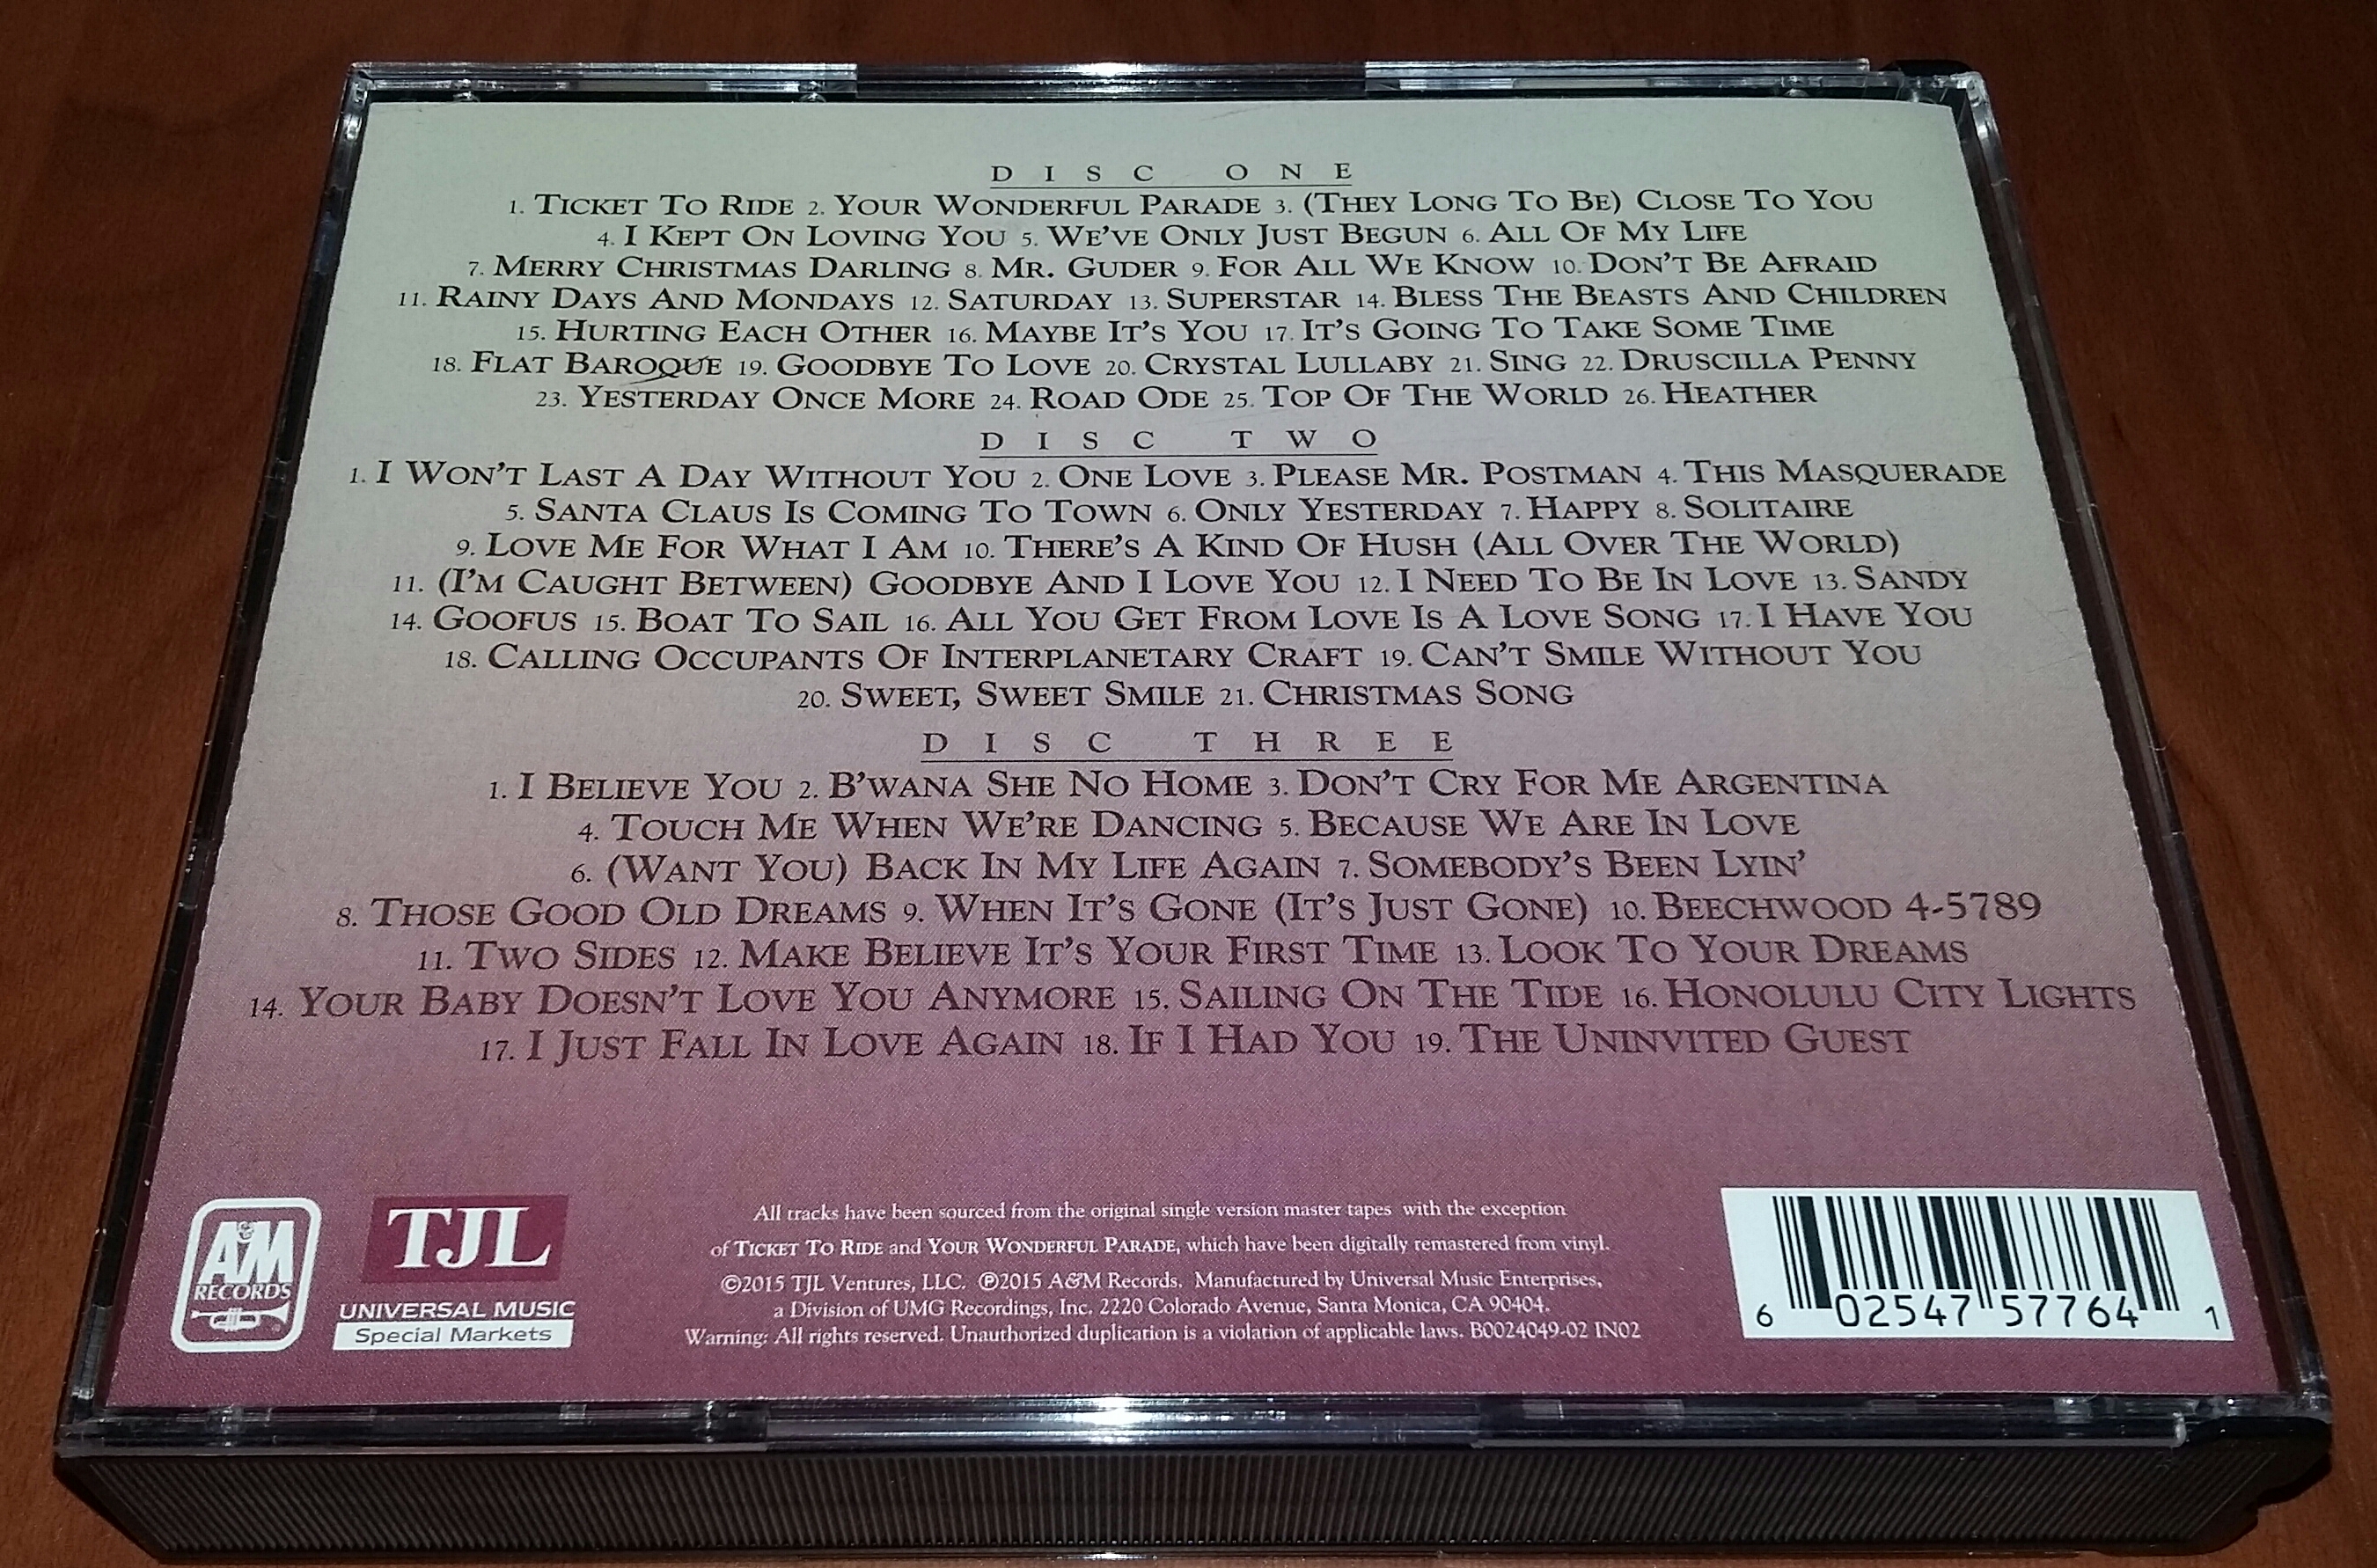 DISC ONE
1. TICKET TO RIDE 2. YOUR WONDERFUL PARADE 3. (THEY LONG TO BE) CLOSE TO YOU
4. I KEPT ON LOVING YOU 5. WE'VE ONLY JUST BEGUN 6. ALL OF MY LIFE
7. MERRY CHRISTMAS DARLING 8. MR. GUDER 9. FOR ALL WE KNOW 10. DON'T BE AFRAID
11. RAINY DAYS AND MONDAYS 12. SATURDAY 13. SUPERSTAR 14. BLESS THE BEASTS AND CHILDREN
15. HURTING EACH OTHER 16. MAYBE IT'S YOU 17. IT'S GOING TO TAKE SOME TIME
18. FLAT BAROQUE 19. GOODBYE TO LOVE 20. CRYSTAL LULLABY 21. SING 22. DRUSCILLA PENNY
23. YESTERDAY ONCE MORE 24. ROAD ODE 25. TOP OF THE WORLD 26. HEATHER
DISC TWO
1. I WON'T LAST A DAY WITHOUT YOU 2. ONE LOVE 3. PLEASE MR. POSTMAN 4. THIS MASQUERADE
5. SANTA CLAUS IS COMING TO TOWN 6. ONLY YESTERDAY 7. HAPPY 8. SOLITAIRE
9. LOVE ME FOR WHAT I AM 10. THERE'S A KIND OF HUSH (ALL OVER THE WORLD)
11. (I'M CAUGHT BETWEEN) GOODBYE AND I LOVE YOU 12. I NEED TO BE IN LOVE 13. SANDY
14. GOOFUS 15. BOAT TO SAIL 16. ALL YOU GET FROM LOVE IS A LOVE SONG 17. I HAVE YOU
18. CALLING OCCUPANTS OF INTERPLANETARY CRAFT 19. CAN'T SMILE WITHOUT YOU
20. SWEET, SWEET SMILE 21. CHRISTMAS SONG
DISC THREE
1. I BELIEVE YOU 2. B'WANA SHE NO HOME 3. DON'T CRY FOR ME ARGENTINA
4. TOUCH ME WHEN WE'RE DANCING 5. BECAUSE WE ARE IN LOVE
6. (WANT YOU) BACK IN MY LIFE AGAIN 7. SOMEBODY'S BEEN LYIN'
8. THOSE GOOD OLD DREAMS 9. WHEN IT'S GONE (IT'S JUST GONE) 10. BEECHWOOD 4-5789
11. TWO SIDES 12. MAKE BELIEVE IT'S YOUR FIRST TIME 13. LOOK TO YOUR DREAMS
14. YOUR BABY DOESN'T LOVE YOU ANYMORE 15. SAILING ON THE TIDE 16. HONOLULU CITY LIGHTS
17. I JUST FALL IN LOVE AGAIN 18. IF I HAD YOU 19. THE UNINVITED GUEST
A&M
RECORDS
TJL
UNIVERSAL MUSIC
Special Markets
All tracks have been sourced from the original single version master tapes with the exception
of TICKET TO RIDE and YOUR WONDERFUL PARADE, which have been digitally remastered from vinyl.
©2015 TJL Ventures, LLC. ℗2015 A&M Records. Manufactured by Universal Music Enterprises,
a Division of UMG Recordings, Inc. 2220 Colorado Avenue, Santa Monica, CA 90404.
Warning: All rights reserved. Unauthorized duplication is a violation of applicable laws. B0024049-02 IN02
6 02547 57764 1